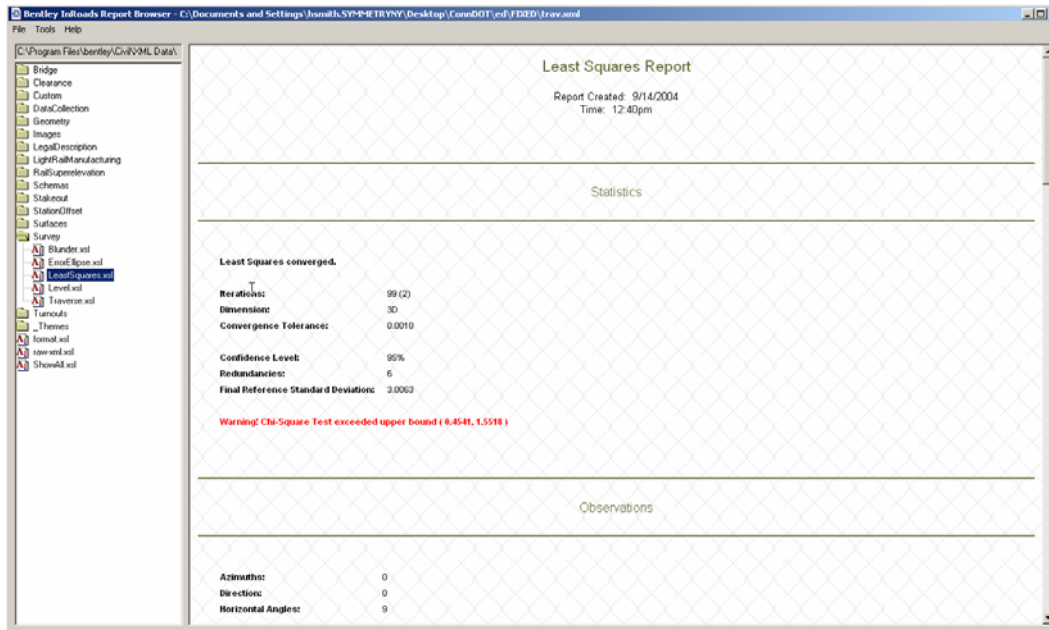 Bentley InRoads Report Browser - C:\Documents and Settings\hsmith.SYMMETRYNY\Desktop\ConnDOT\ed\FIXED\trav.xml
File Tools Help
C:\Program Files\bentley\Civil\XML Data\
Bridge
Clearance
Custom
DataCollection
Geometry
Images
LegalDescription
LightRailManufacturing
RailSuperelevation
Schemas
Stakeout
StationOffset
Surfaces
Survey
Blunder.xsl
ErrorEllipse.xsl
LeastSquares.xsl
Level.xsl
Traverse.xsl
Turnouts
_Themes
format.xsl
raw-xml.xsl
ShowAll.xsl
Least Squares Report
Report Created: 9/14/2004
Time: 12:40pm
Statistics
Least Squares converged.
Iterations: 99 (2)
Dimension: 3D
Convergence Tolerance: 0.0010
Confidence Level: 95%
Redundancies: 6
Final Reference Standard Deviation: 3.0063
Warning! Chi-Square Test exceeded upper bound ( 0.4541, 1.5518 )
Observations
Azimuths: 0
Direction: 0
Horizontal Angles: 9